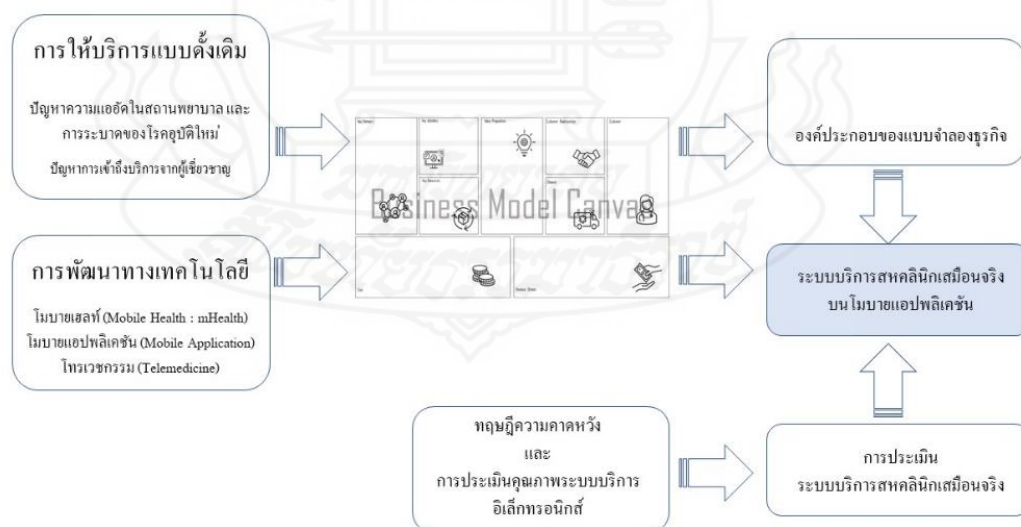 การให้บริการแบบดั้งเดิม
ปัญหาความแออัดในสถานพยาบาล และ
การระบาดของโรคอุบัติใหม่
ปัญหาการเข้าถึงบริการจากผู้เชี่ยวชาญ
การพัฒนาทางเทคโนโลยี
โมบายเฮลท์ (Mobile Health : mHealth)
โมบายแอปพลิเคชัน (Mobile Application)
โทรเวชกรรม (Telemedicine)
Business Model Canvas
องค์ประกอบของแบบจำลองธุรกิจ
ระบบบริการสหคลินิกเสมือนจริง
บนโมบายแอปพลิเคชัน
ทฤษฎีความคาดหวัง
และ
การประเมินคุณภาพระบบบริการ
อิเล็กทรอนิกส์
การประเมิน
ระบบบริการสหคลินิกเสมือนจริง